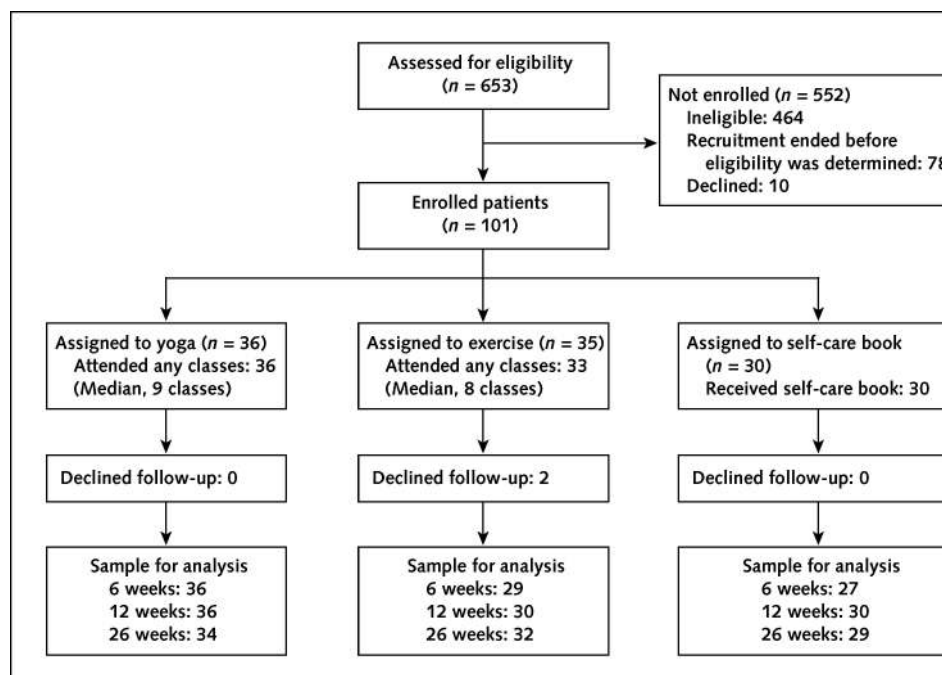 Assessed for eligibility
(n = 653)
Not enrolled (n = 552)
Ineligible: 464
Recruitment ended before
eligibility was determined: 78
Declined: 10
Enrolled patients
(n = 101)
Assigned to yoga (n = 36)
Attended any classes: 36
(Median, 9 classes)
Assigned to exercise (n = 35)
Attended any classes: 33
(Median, 8 classes)
Assigned to self-care book
(n = 30)
Received self-care book: 30
Declined follow-up: 0
Declined follow-up: 2
Declined follow-up: 0
Sample for analysis
6 weeks: 36
12 weeks: 36
26 weeks: 34
Sample for analysis
6 weeks: 29
12 weeks: 30
26 weeks: 32
Sample for analysis
6 weeks: 27
12 weeks: 30
26 weeks: 29